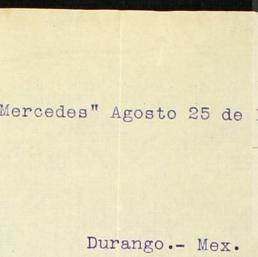 Mercedes" Agosto 25 de
Durango.- Mex.